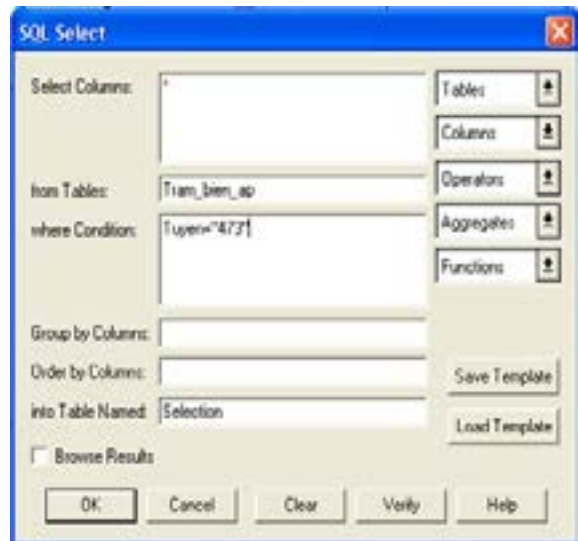 SQL Select
Select Columns: *
Tables
Columns
from Tables: Tram_bien_ap
Operators
where Condition: Tuyen="473"
Aggregates
Functions
Group by Columns:
Order by Columns:
Save Template
into Table Named: Selection
Load Template
Browse Results
OK Cancel Clear Verify Help